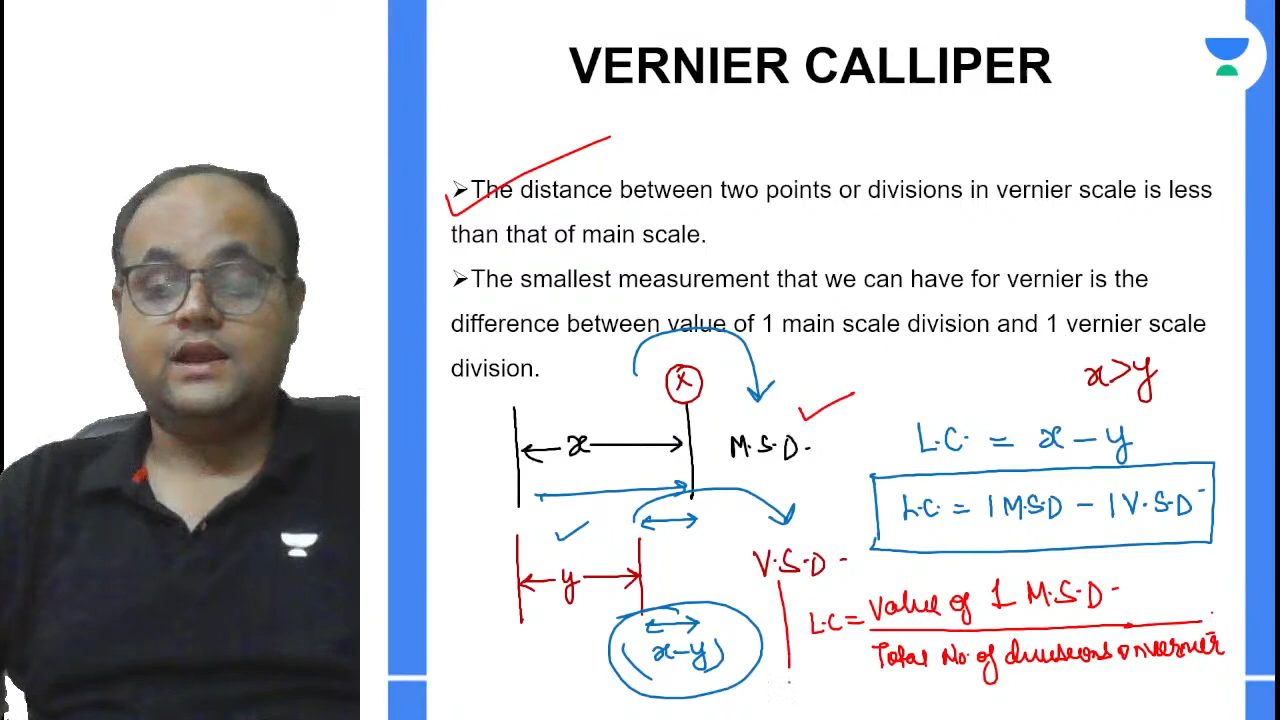 VERNIER CALLIPER
➢The distance between two points or divisions in vernier scale is less
than that of main scale.
➢The smallest measurement that we can have for vernier is the
difference between value of 1 main scale division and 1 vernier scale
division.
x
x>y
x
M.S.D.
L.C. = x - y
L.C. = 1 M.S.D - 1 V.S.D
y
V.S.D
L.C = Value of 1 M.S.D.
Total No. of divisions on vernier
(x-y)